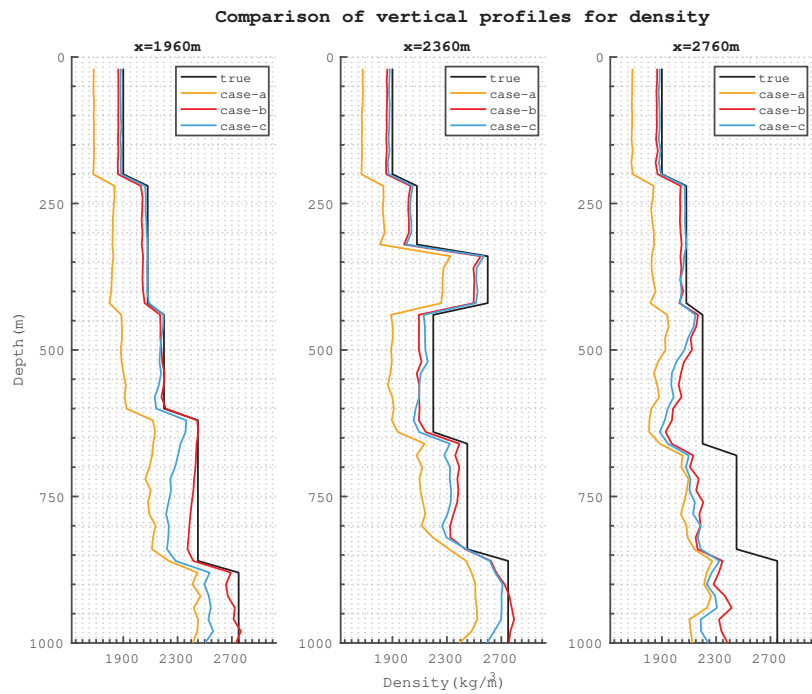 Comparison of vertical profiles for density
x=1960m
x=2360m
x=2760m
true
case-a
case-b
case-c
true
case-a
case-b
case-c
true
case-a
case-b
case-c
0
250
500
750
1000
0
250
500
750
1000
0
250
500
750
1000
Depth(m)
1900 2300 2700
1900 2300 2700
1900 2300 2700
Density(kg/m³